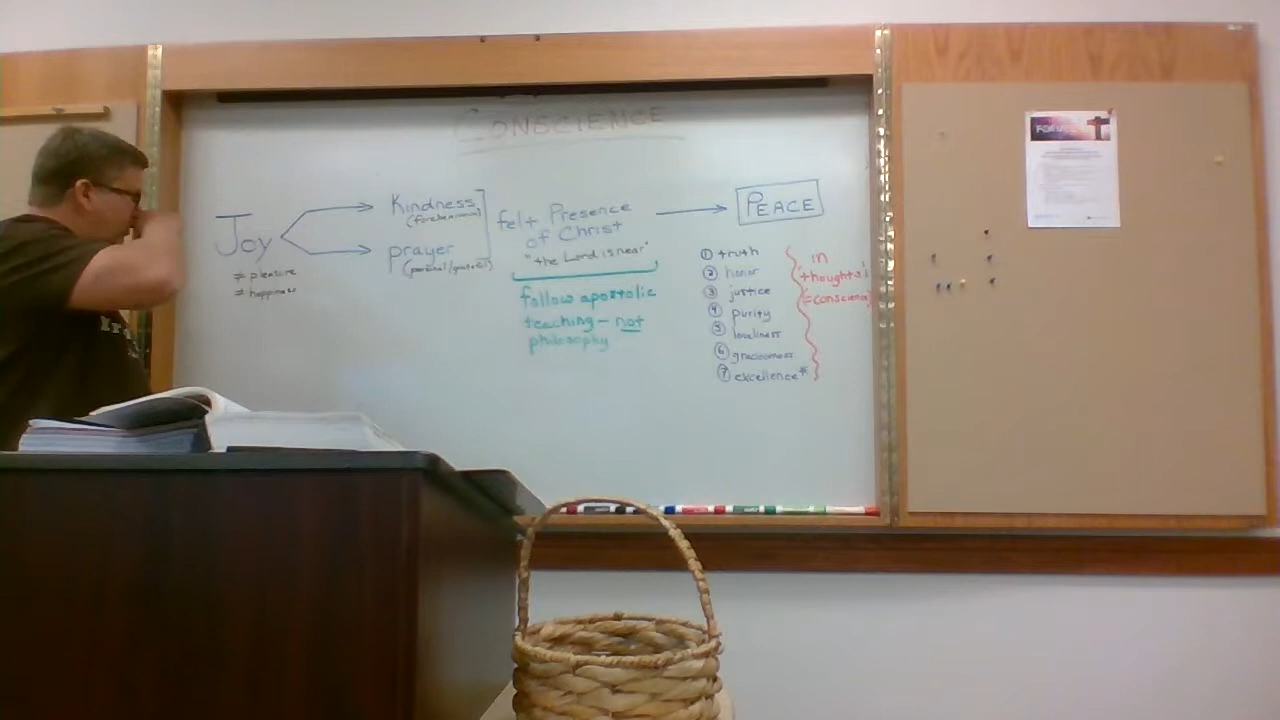 CONSCIENCE
Joy
≠ pleasure
≠ happiness
Kindness
(forbearance)
prayer
felt Presence
of Christ
"the Lord is near"
follow apostolic
teaching – not
philosophy
PEACE
① truth
② honor
③ justice
④ purity
⑤ loveliness
⑥ graciousness
⑦ excellence*
in
thoughts
(=conscience)